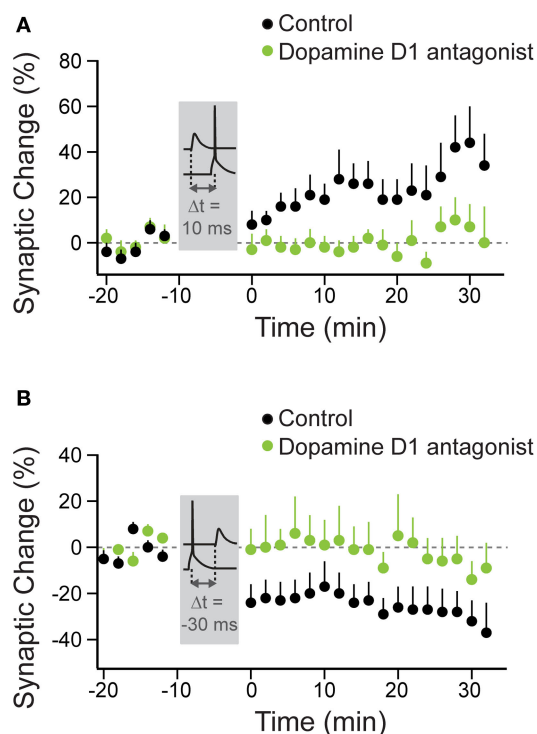 A
Control
Dopamine D1 antagonist
Synaptic Change (%)
80
60
40
20
0
Δt =
10 ms
-20
-10
0
10
20
30
Time (min)
B
Control
Dopamine D1 antagonist
Synaptic Change (%)
40
20
0
-20
-40
Δt =
-30 ms
-20
-10
0
10
20
30
Time (min)